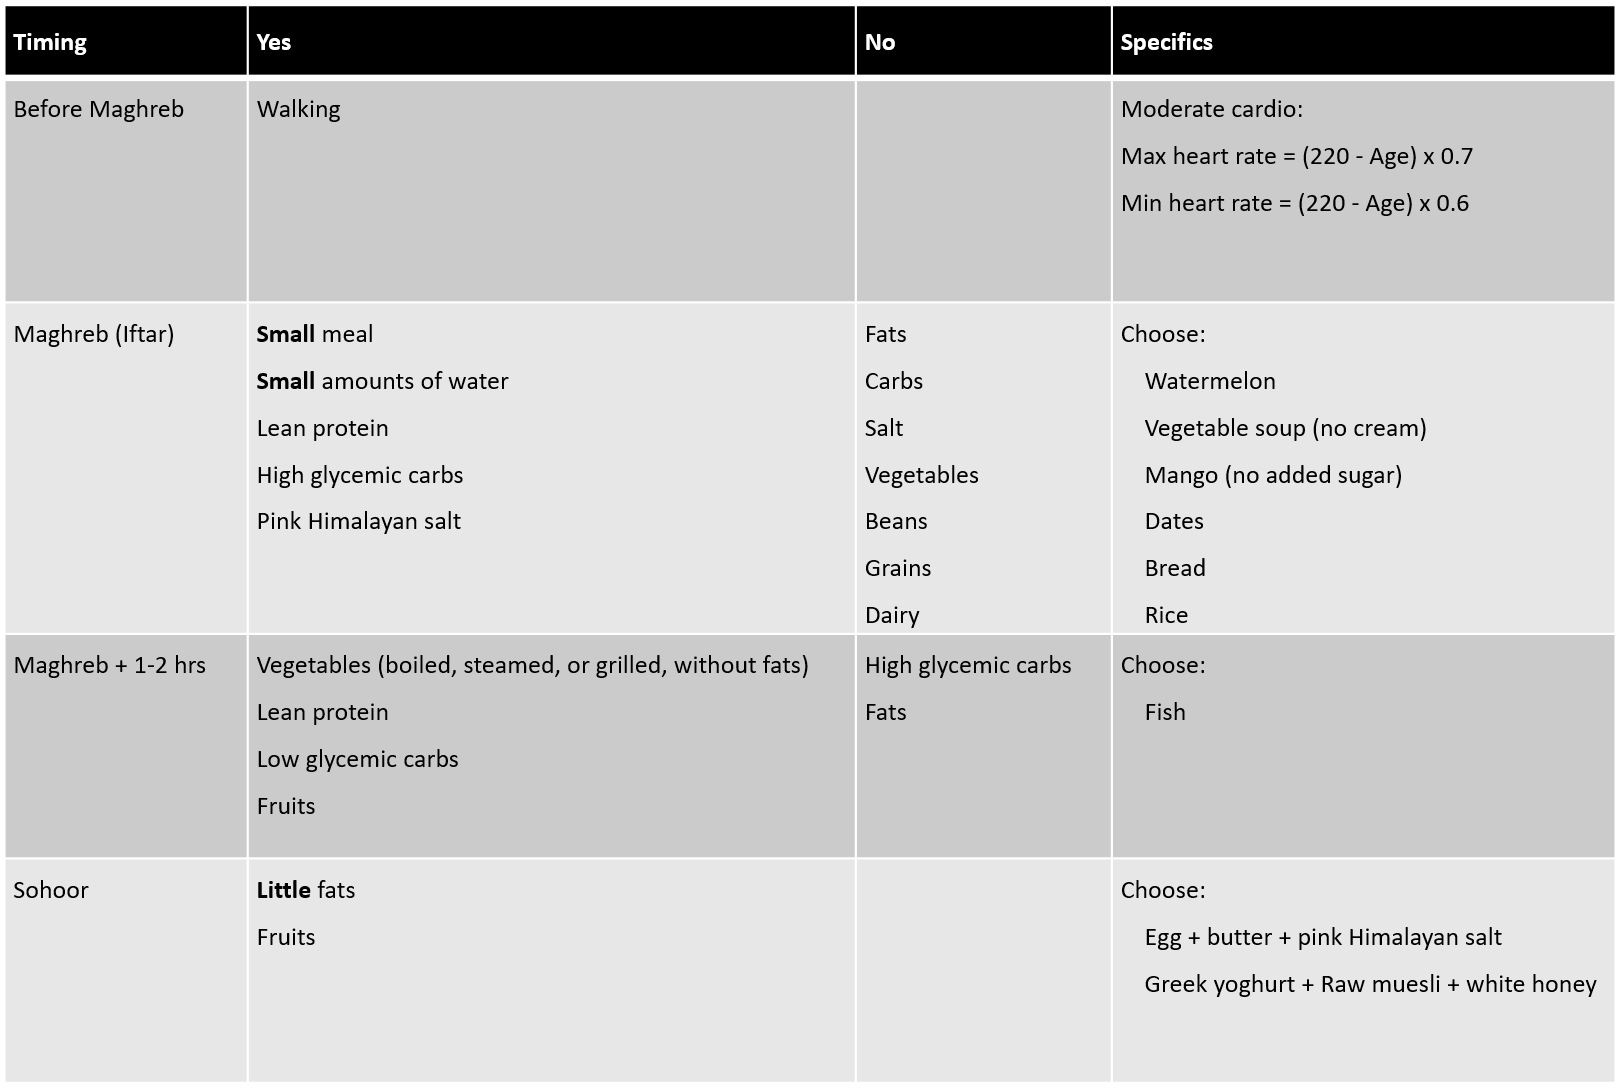 Timing Yes No Specifics
Before Maghreb Walking Moderate cardio:
Max heart rate = (220 - Age) x 0.7
Min heart rate = (220 - Age) x 0.6
Maghreb (Iftar) Small meal Fats Choose:
Small amounts of water Carbs Watermelon
Lean protein Salt Vegetable soup (no cream)
High glycemic carbs Vegetables Mango (no added sugar)
Pink Himalayan salt Beans Dates
Grains Bread
Dairy Rice
Maghreb + 1-2 hrs Vegetables (boiled, steamed, or grilled, without fats) High glycemic carbs Choose:
Lean protein Fats Fish
Low glycemic carbs
Fruits
Sohoor Little fats Choose:
Fruits Egg + butter + pink Himalayan salt
Greek yoghurt + Raw muesli + white honey